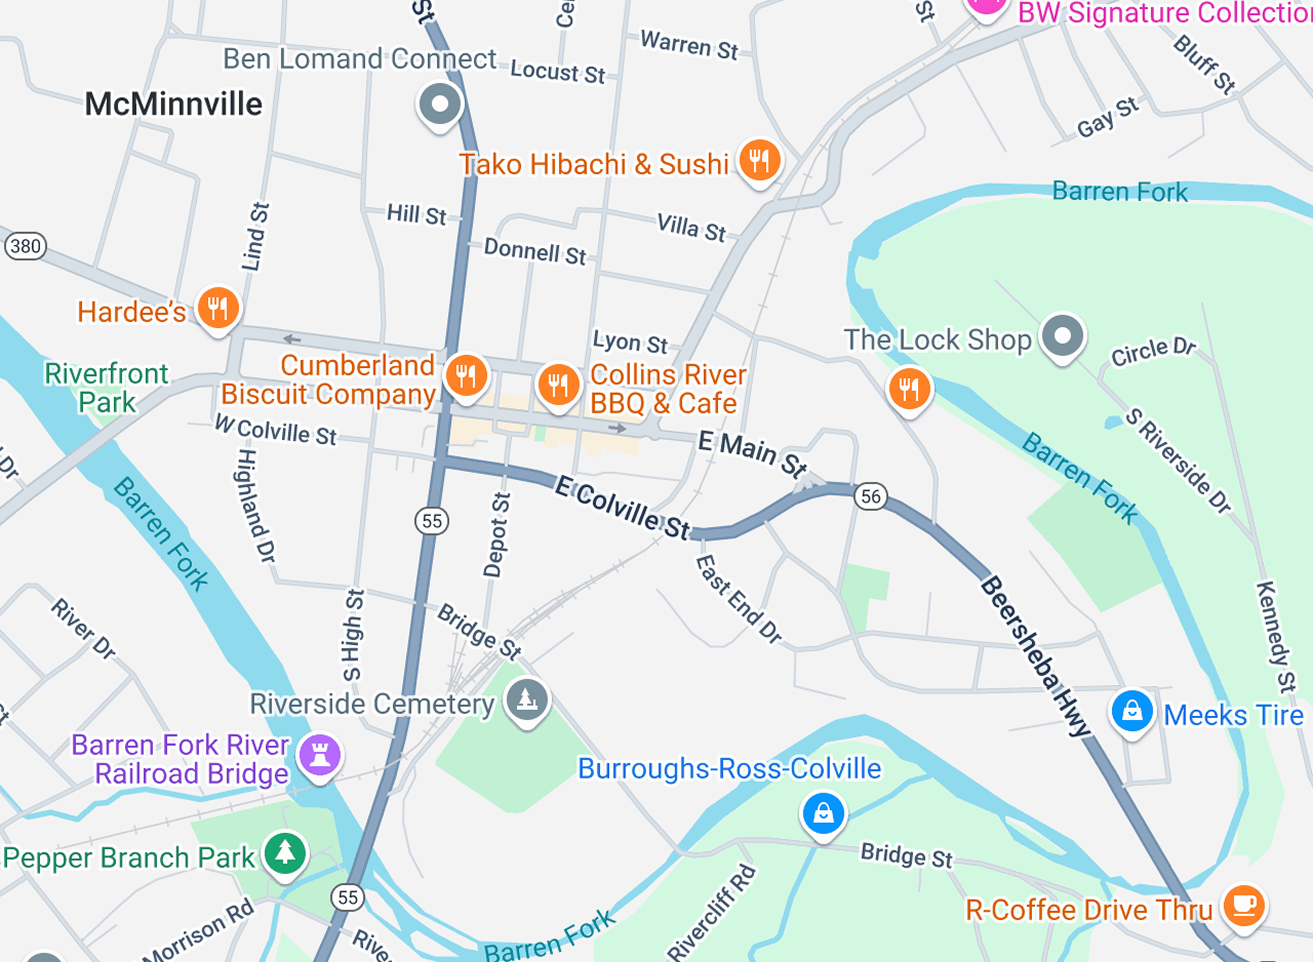 St
Ben Lomand Connect
McMinnville
Locust St
Warren St
St
BW Signature Collection
Bluff St
Gay St
Tako Hibachi & Sushi
Barren Fork
Hill St
Lind St
Donnell St
Villa St
380
Hardee's
Lyon St
The Lock Shop
Circle Dr
Riverfront
Park
Cumberland
Biscuit Company
Collins River
BBQ & Cafe
W Colville St
E Main St
S Riverside Dr
Barren Fork
Highland Dr
Dr
Barren Fork
55
Depot St
E Colville St
56
East End Dr
Beersheba Hwy
Kennedy St
River Dr
S High St
Bridge St
St
Riverside Cemetery
Meeks Tire
Barren Fork River
Railroad Bridge
Burroughs-Ross-Colville
Pepper Branch Park
Bridge St
55
Rivercliff Rd
R-Coffee Drive Thru
Morrison Rd
River
Barren Fork